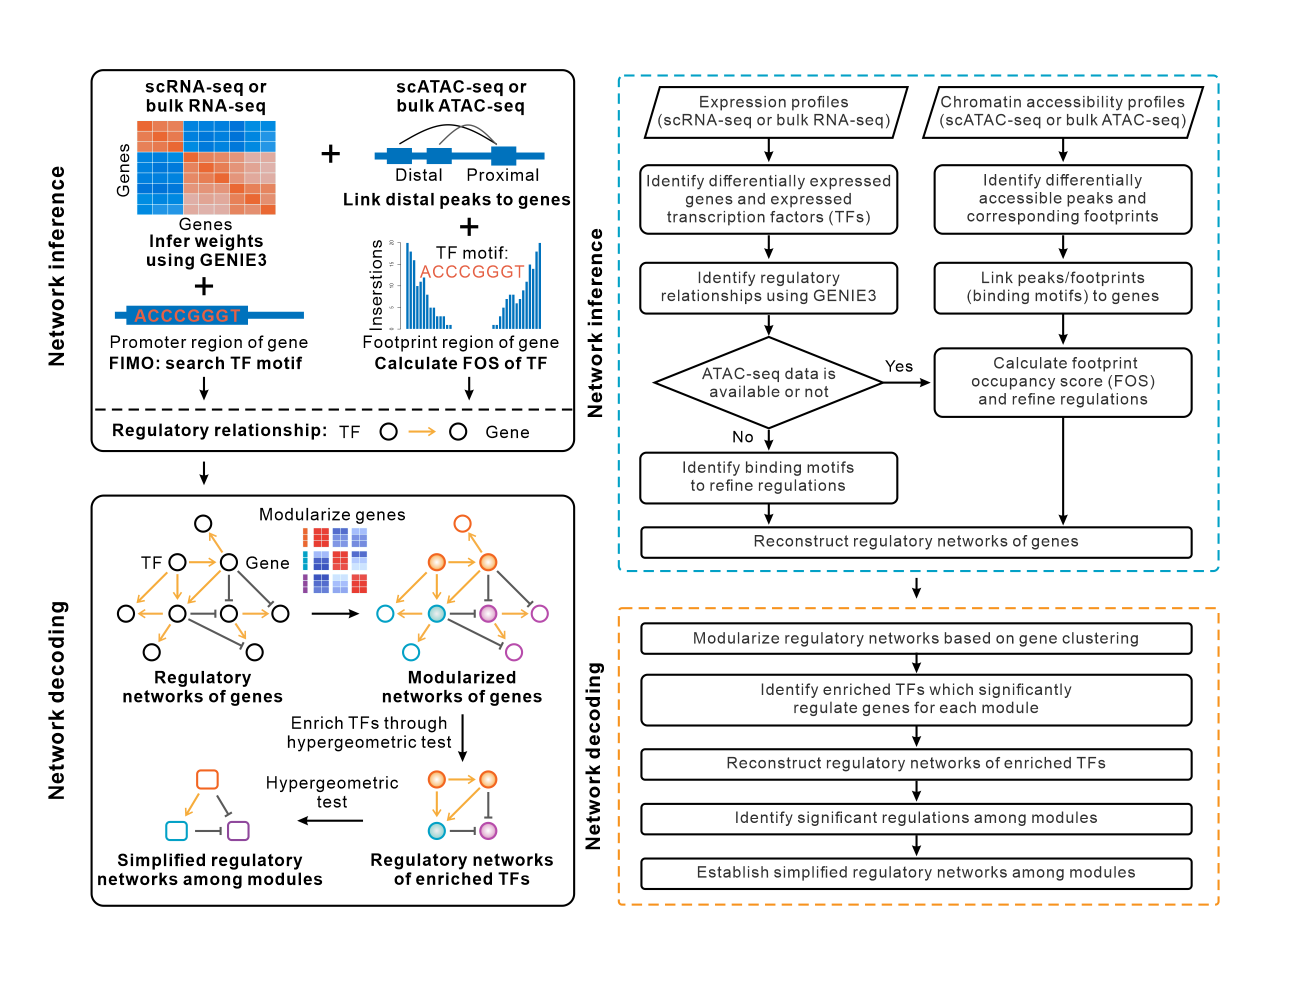 Network inference
scRNA-seq or
bulk RNA-seq
Genes
Genes
Infer weights
using GENIE3
+
ACCCGGGT
Promoter region of gene
FIMO: search TF motif
+
scATAC-seq or
bulk ATAC-seq
Distal
Proximal
Link distal peaks to genes
+
Inserstions
TF motif:
ACCCGGGT
Footprint region of gene
Calculate FOS of TF
Regulatory relationship: TF Gene
Network decoding
TF
Gene
Modularize genes
Regulatory
networks of genes
Modularized
networks of genes
Enrich TFs through
hypergeometric test
Hypergeometric
test
Simplified regulatory
networks among modules
Regulatory networks
of enriched TFs
Network inference
Expression profiles
(scRNA-seq or bulk RNA-seq)
Chromatin accessibility profiles
(scATAC-seq or bulk ATAC-seq)
Identify differentially expressed
genes and expressed
transcription factors (TFs)
Identify differentially
accessible peaks and
corresponding footprints
Identify regulatory
relationships using GENIE3
Link peaks/footprints
(binding motifs) to genes
ATAC-seq data is
available or not
Yes
No
Calculate footprint
occupancy score (FOS)
and refine regulations
Identify binding motifs
to refine regulations
Reconstruct regulatory networks of genes
Network decoding
Modularize regulatory networks based on gene clustering
Identify enriched TFs which significantly
regulate genes for each module
Reconstruct regulatory networks of enriched TFs
Identify significant regulations among modules
Establish simplified regulatory networks among modules